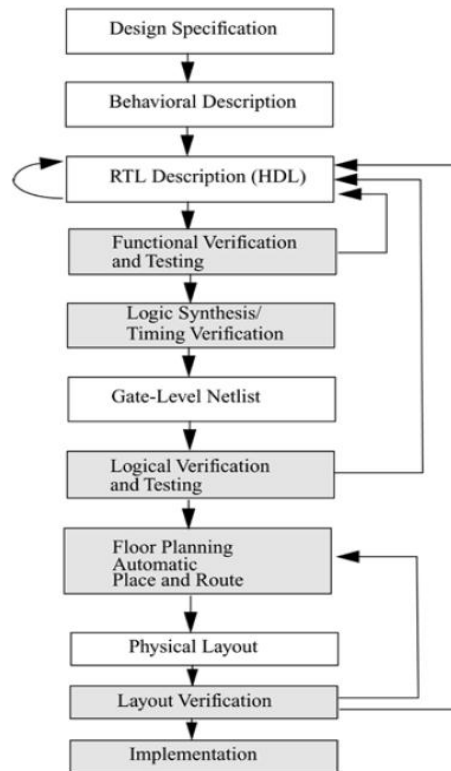 Design Specification
Behavioral Description
RTL Description (HDL)
Functional Verification
and Testing
Logic Synthesis/
Timing Verification
Gate-Level Netlist
Logical Verification
and Testing
Floor Planning
Automatic
Place and Route
Physical Layout
Layout Verification
Implementation